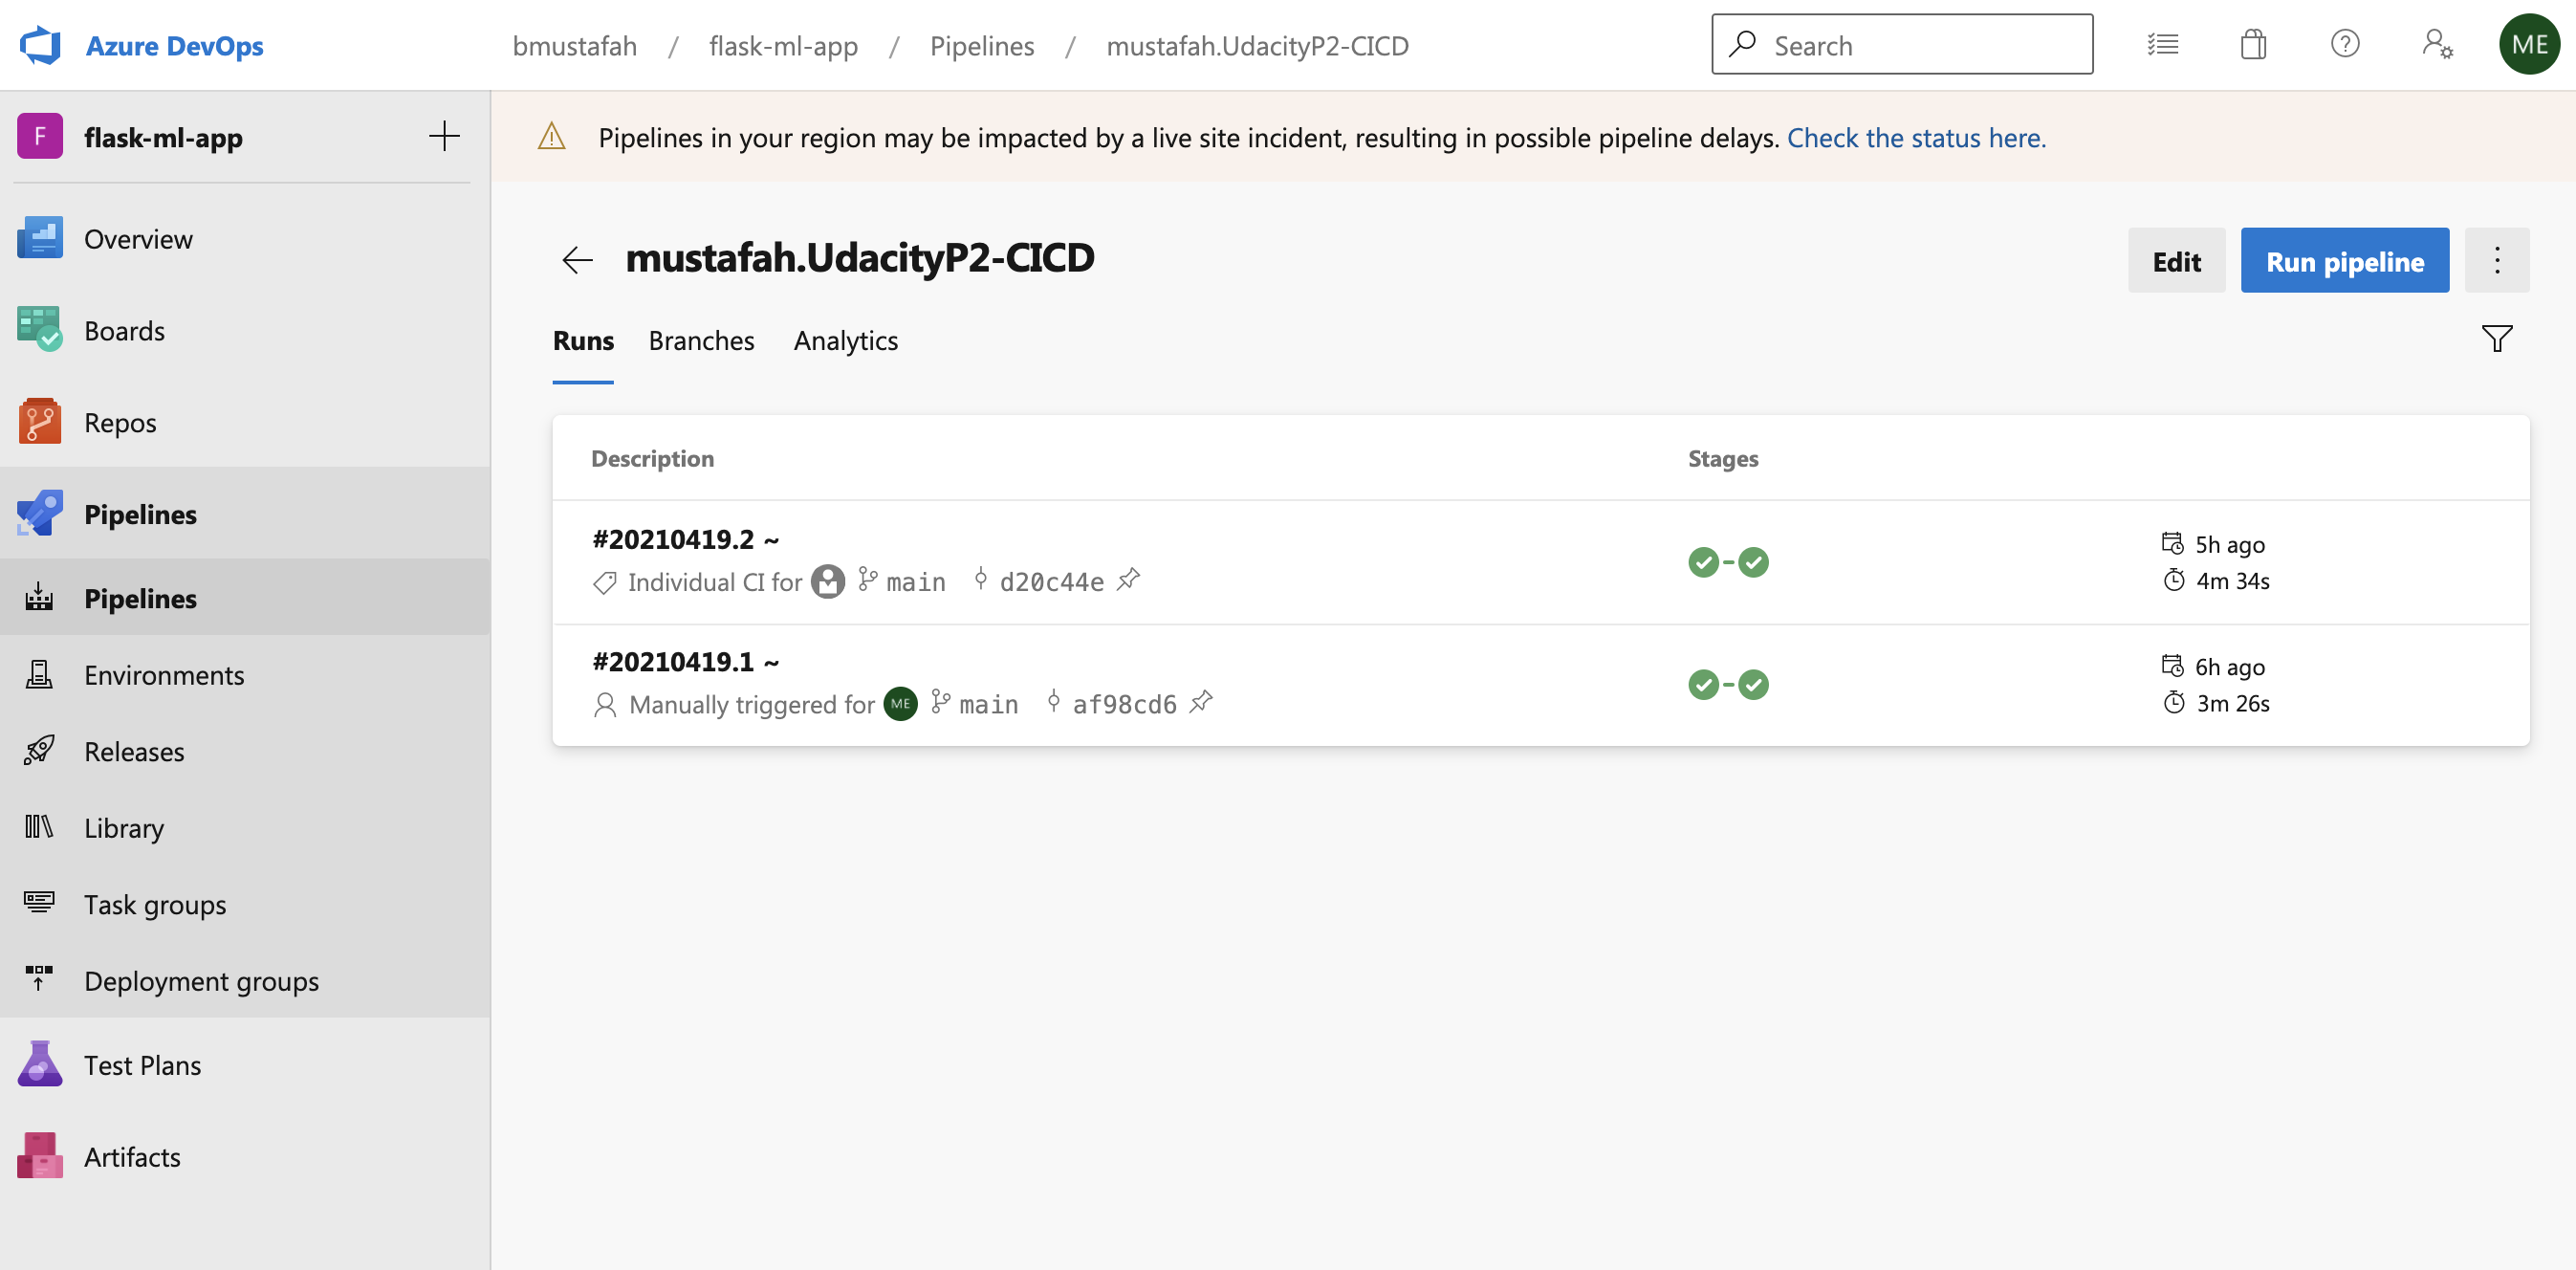 Azure DevOps
bmustafah / flask-ml-app / Pipelines / mustafah.UdacityP2-CICD
Search
ME
F flask-ml-app
Pipelines in your region may be impacted by a live site incident, resulting in possible pipeline delays. Check the status here.
Overview
Boards
Repos
Pipelines
Pipelines
Environments
Releases
Library
Task groups
Deployment groups
Test Plans
Artifacts
mustafah.UdacityP2-CICD
Edit
Run pipeline
Runs Branches Analytics
Description Stages
#20210419.2 ~
Individual CI for main d20c44e
5h ago
4m 34s
#20210419.1 ~
Manually triggered for ME main af98cd6
6h ago
3m 26s